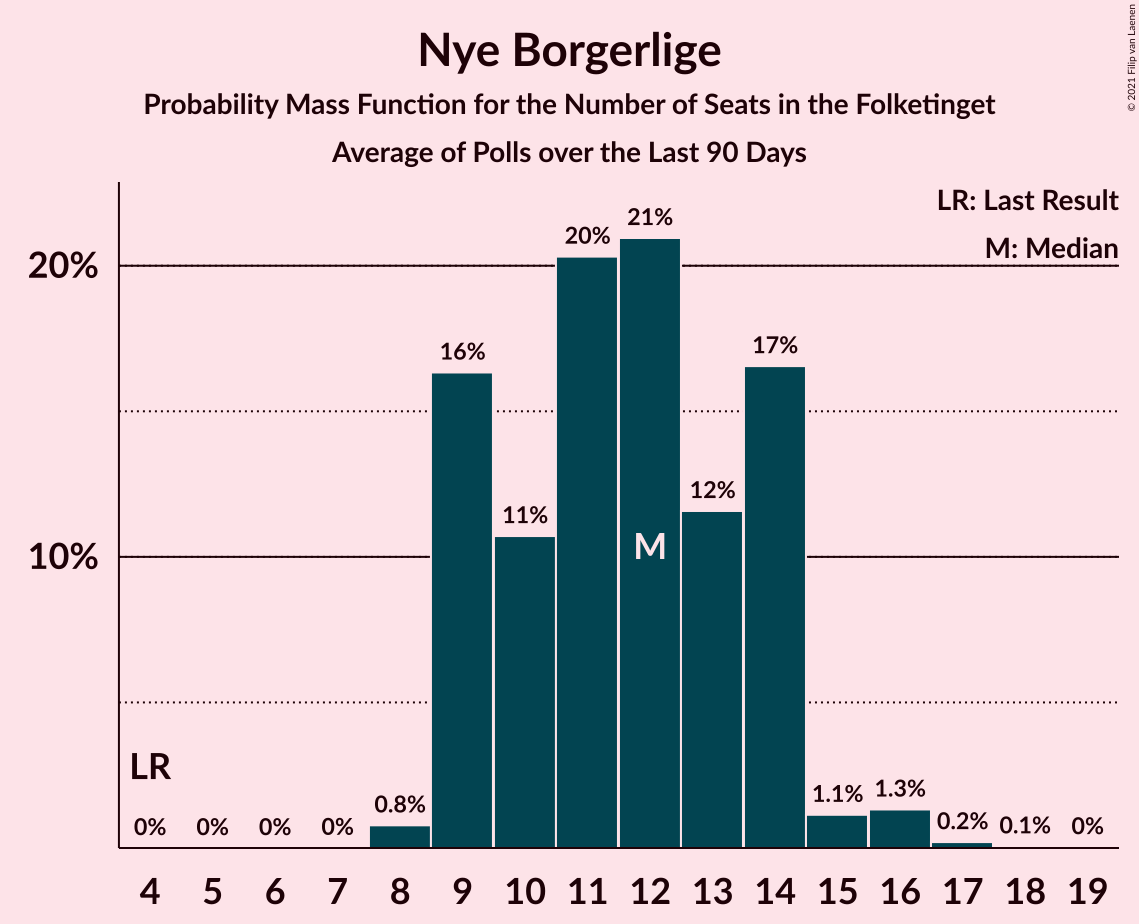 Nye Borgerlige
Probability Mass Function for the Number of Seats in the Folketinget
Average of Polls over the Last 90 Days
© 2021 Filip van Laenen
LR: Last Result
M: Median
20%
10%
21%
20%
17%
16%
12%
11%
M
LR
0%
0%
0%
0%
0.8%
1.1%
1.3%
0.2%
0.1%
0%
4 5 6 7 8 9 10 11 12 13 14 15 16 17 18 19